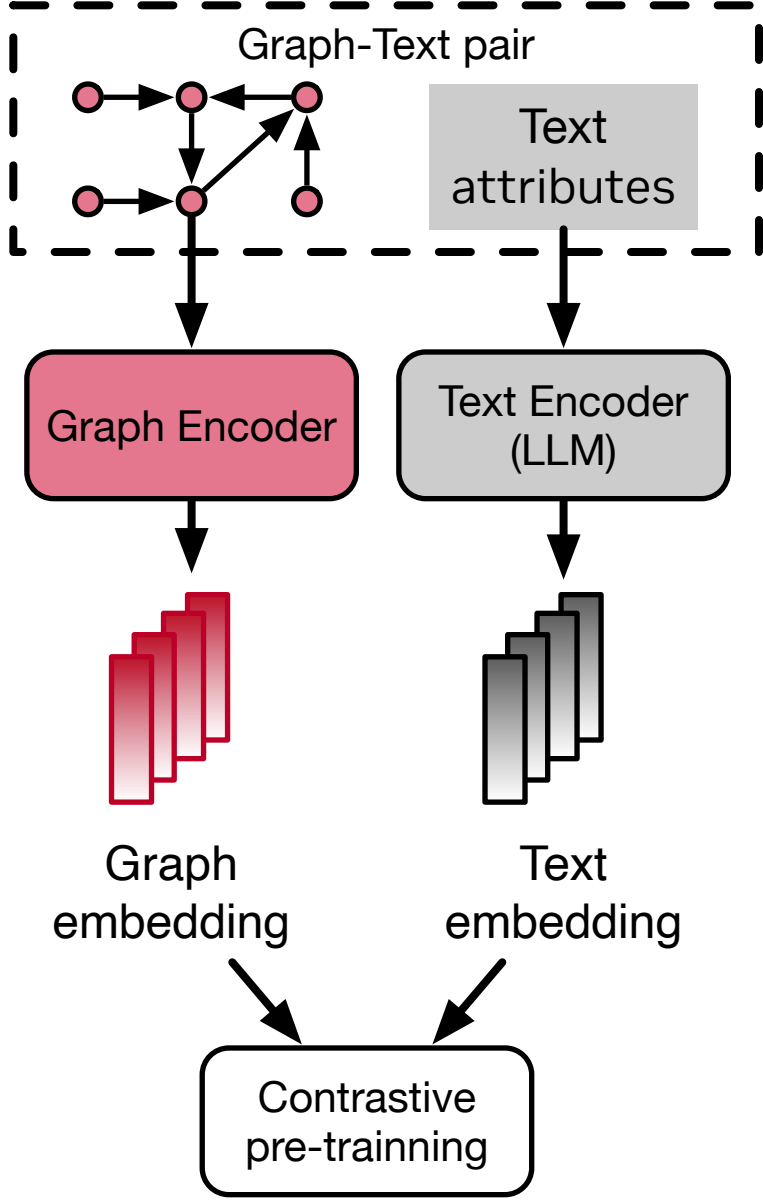 Graph-Text pair
Text
attributes
Graph Encoder
Text Encoder
(LLM)
Graph
embedding
Text
embedding
Contrastive
pre-trainning